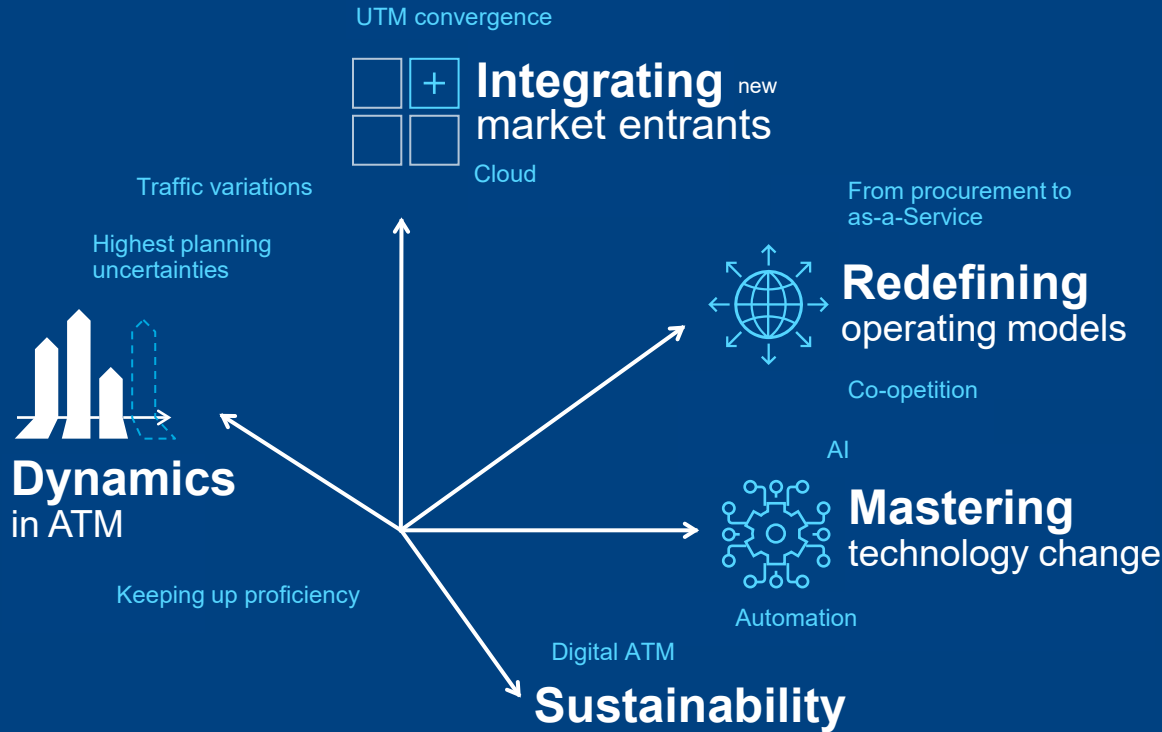 UTM convergence
Integrating new
market entrants
Cloud
Traffic variations
Highest planning
uncertainties
Dynamics
in ATM
Keeping up proficiency
From procurement to
as-a-Service
Redefining
operating models
Co-opetition
AI
Mastering
technology change
Automation
Digital ATM
Sustainability